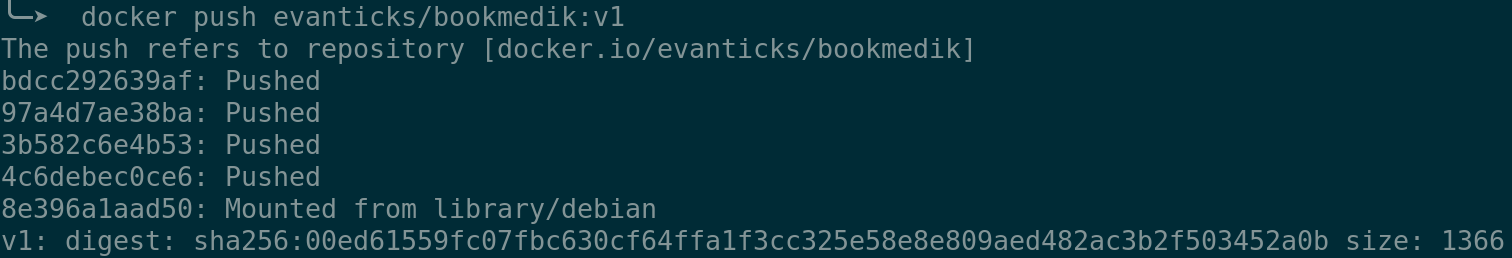 ╰─➤  docker push evanticks/bookmedik:v1
The push refers to repository [docker.io/evanticks/bookmedik]
bdcc292639af: Pushed
97a4d7ae38ba: Pushed
3b582c6e4b53: Pushed
4c6debec0ce6: Pushed
8e396a1aad50: Mounted from library/debian
v1: digest: sha256:00ed61559fc07fbc630cf64ffa1f3cc325e58e8e809aed482ac3b2f503452a0b size: 1366